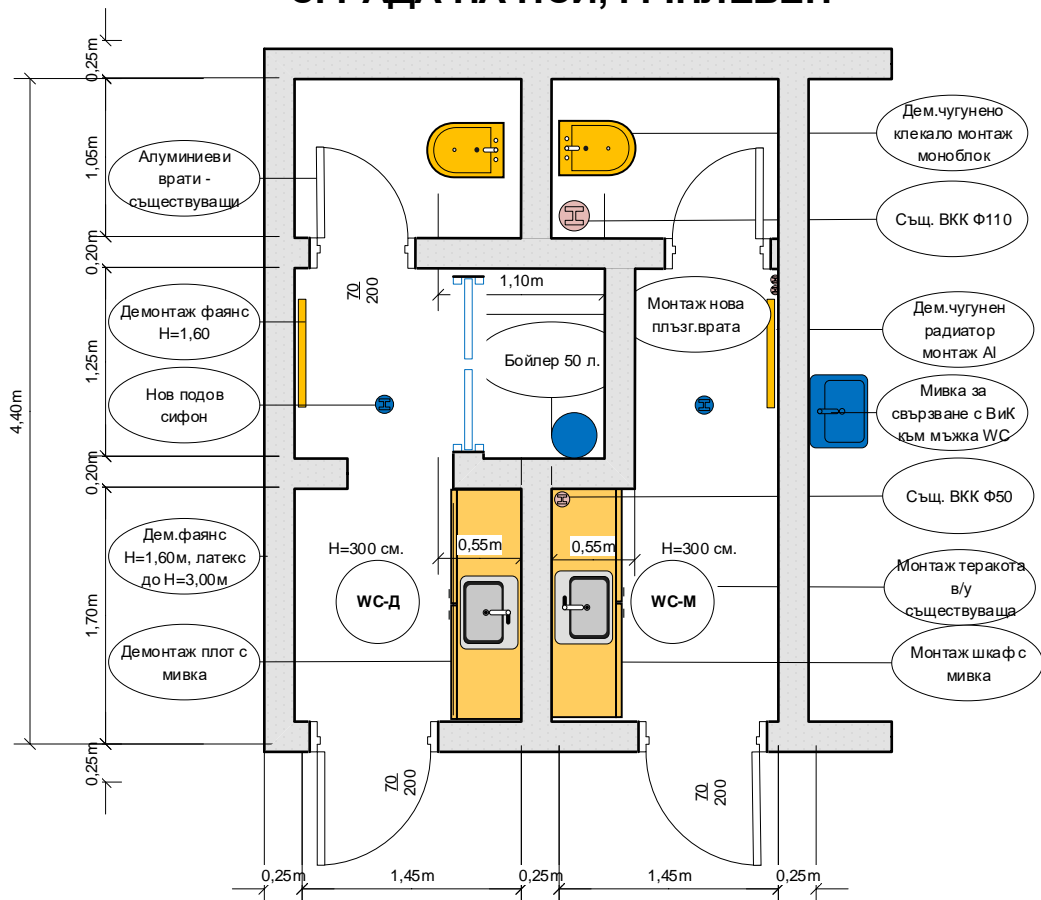 0,25m
1,05m
0,20m
1,25m
4,40m
0,20m
1,70m
0,25m
Алуминиеви
врати -
съществуващи
Демонтаж фаянс
H=1,60
Нов подов
сифон
Дем.фаянс
H=1,60м, латекс
до H=3,00м
Демонтаж плот с
мивка
70
200
1,10m
Бойлер 50 л.
Монтаж нова
плъзг.врата
H=300 см.
0,55m
0,55m
H=300 см.
WC-Д
WC-М
70
200
70
200
Дем.чугунено
клекало монтаж
моноблок
Същ. ВКК Ф110
Дем.чугунен
радиатор
монтаж Al
Мивка за
свързване с ВиК
към мъжка WC
Същ. ВКК Ф50
Монтаж теракота
в/у
съществуваща
Монтаж шкаф с
мивка
0,25m
1,45m
0,25m
1,45m
0,25m